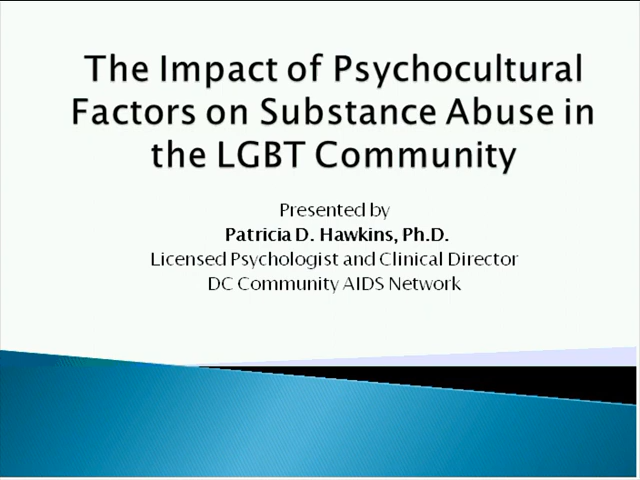 The Impact of Psychocultural
Factors on Substance Abuse in
the LGBT Community
Presented by
Patricia D. Hawkins, Ph.D.
Licensed Psychologist and Clinical Director
DC Community AIDS Network